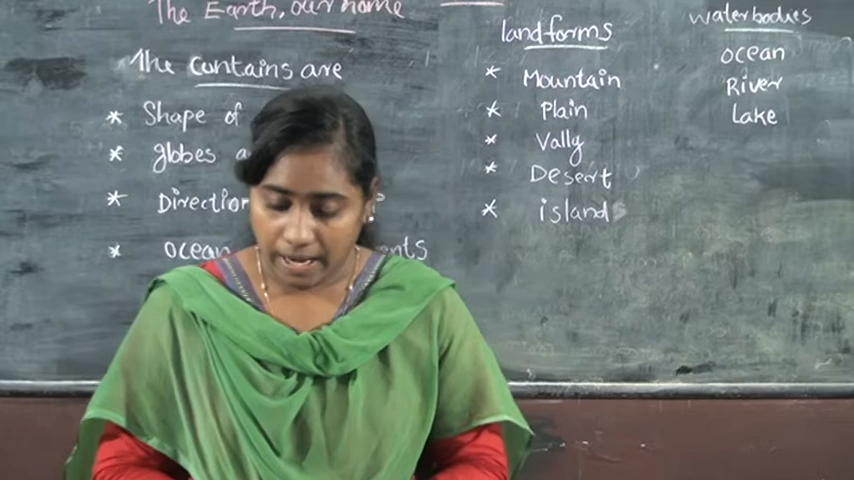 The Earth, our home
The Contains are
* Shape of
* globes
* Direction
* Ocean
landforms
* Mountain
* Plain
* Vally
* Desert
* island
waterbodies
ocean
River
Lake